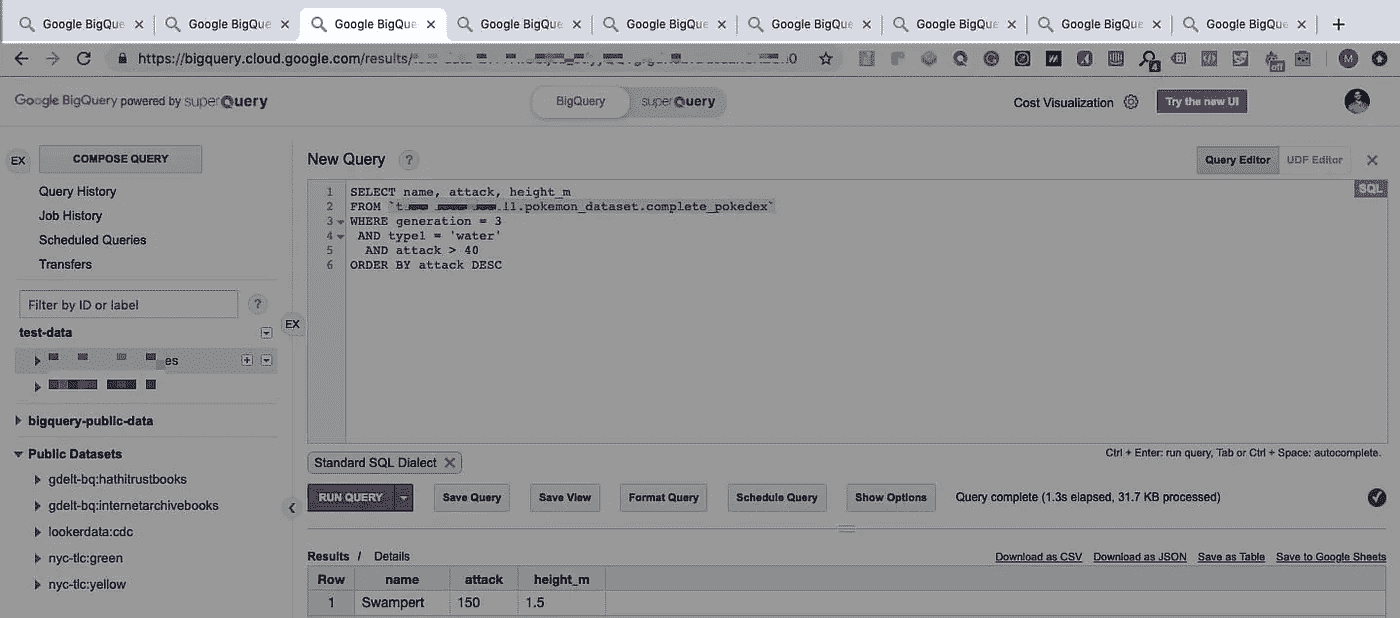 Google BigQue Google BigQue Google BigQue Google BigQue Google BigQue Google BigQue Google BigQue Google BigQue Google BigQue
https://bigquery.cloud.google.com/results/
off 4 M
Google BigQuery powered by superQuery
BigQuery superQuery
Cost Visualization Try the new UI
EX COMPOSE QUERY
Query History
Job History
Scheduled Queries
Transfers
Filter by ID or label ?
test-data
EX
es
bigquery-public-data
Public Datasets
gdelt-bq:hathitrustbooks
gdelt-bq:internetarchivebooks
lookerdata:cdc
nyc-tlc:green
nyc-tlc:yellow
New Query ? Query Editor UDF Editor
SQL
1 SELECT name, attack, height_m
2 FROM `t .pokemon_dataset.complete_pokedex`
3 WHERE generation = 3
4 AND type1 = 'water'
5 AND attack > 40
6 ORDER BY attack DESC
Ctrl + Enter: run query, Tab or Ctrl + Space: autocomplete.
Standard SQL Dialect
RUN QUERY Save Query Save View Format Query Schedule Query Show Options Query complete (1.3s elapsed, 31.7 KB processed)
Results / Details Download as CSV Download as JSON Save as Table Save to Google Sheets
Row name attack height_m
1 Swampert 150 1.5